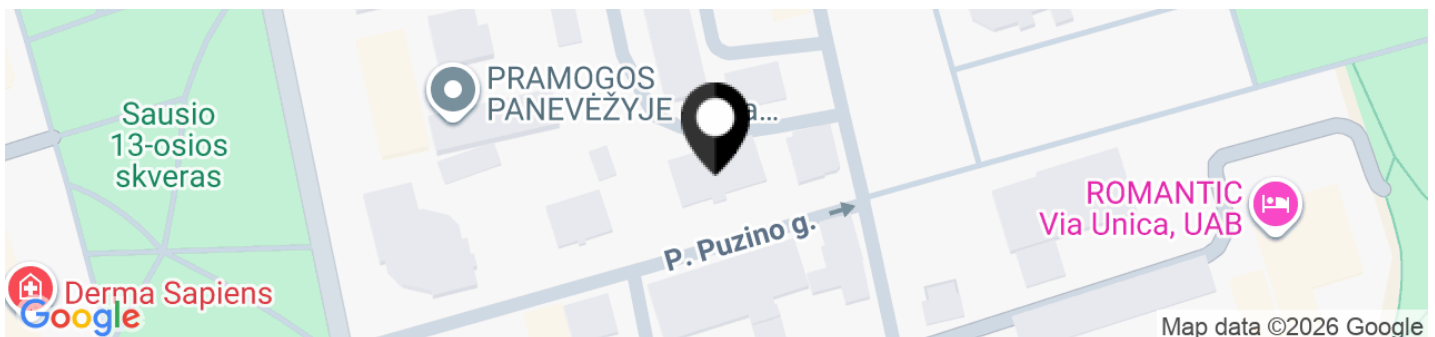 PRAMOGOS
PANEVĖŽYJE
Sausio
13-osios
skveras
ROMANTIC
Via Unica, UAB
P. Puzino g.
Derma Sapiens
Google
Map data ©2026 Google